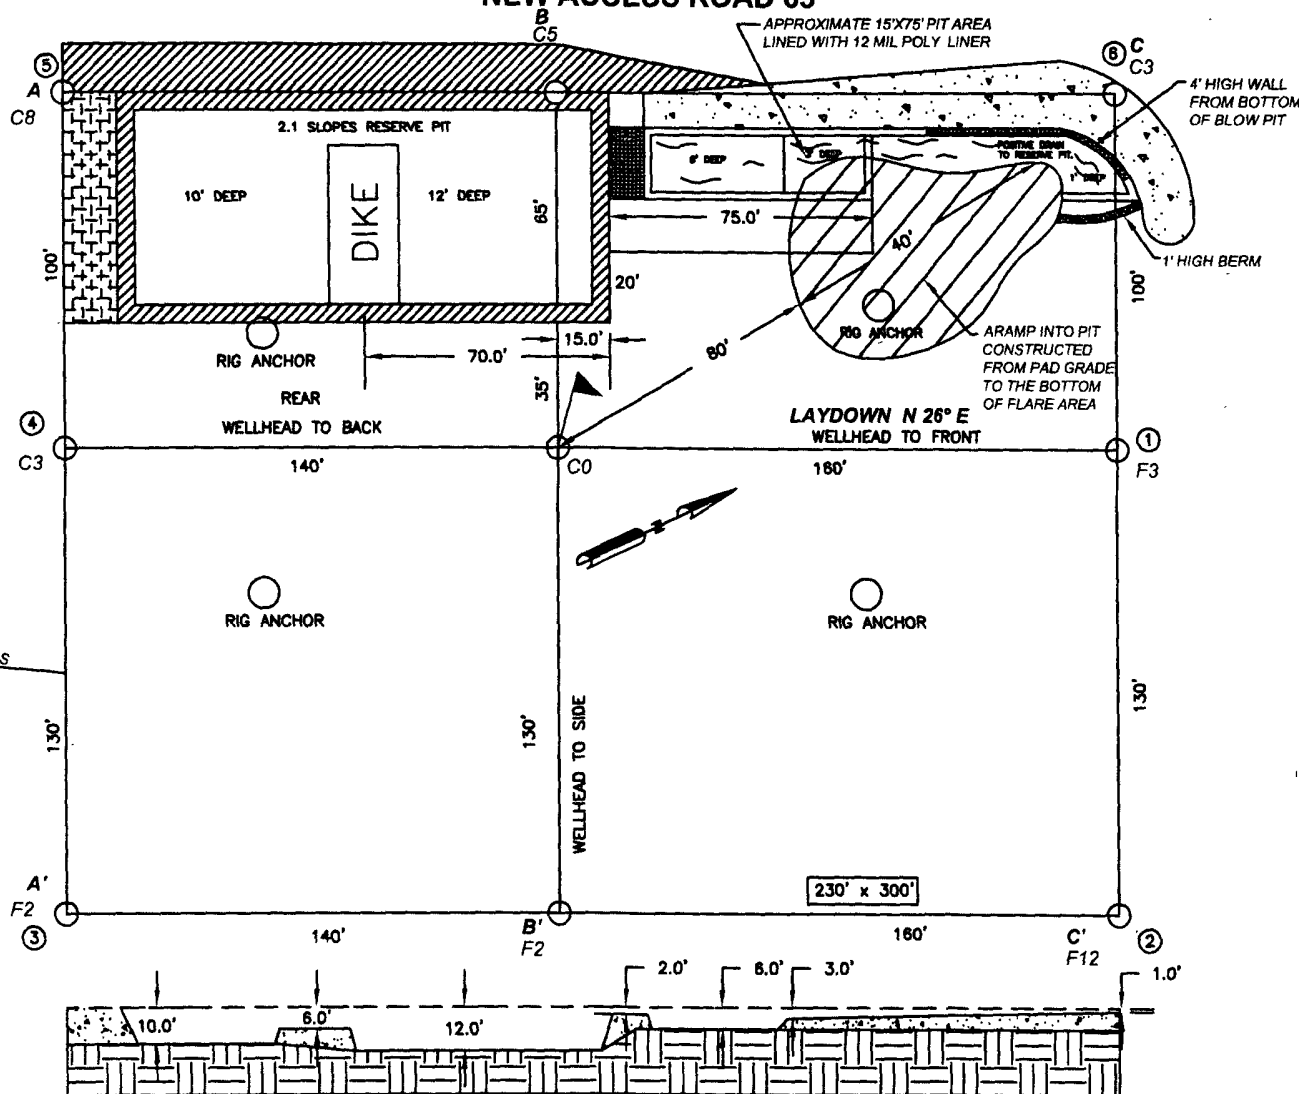 NEW ACCESS ROAD 65'
B
C5
APPROXIMATE 15'X75' PIT AREA
LINED WITH 12 MIL POLY LINER
5
A
C8
6
C
C3
4' HIGH WALL
FROM BOTTOM
OF BLOW PIT
2.1 SLOPES RESERVE PIT
10' DEEP
DIKE
12' DEEP
65'
6' DEEP
3' DEEP
POSITIVE DRAIN
TO RESERVE PIT.
1' DEEP
75.0'
40'
100'
20'
1' HIGH BERM
100'
RIG ANCHOR
RIG ANCHOR
15.0'
70.0'
80'
35'
ARAMP INTO PIT
CONSTRUCTED
FROM PAD GRADE
TO THE BOTTOM
OF FLARE AREA
REAR
WELLHEAD TO BACK
LAYDOWN N 26° E
WELLHEAD TO FRONT
4
C3
140'
C0
160'
1
F3
N
RIG ANCHOR
RIG ANCHOR
S
130'
130'
WELLHEAD TO SIDE
130'
230' x 300'
A'
F2
3
140'
B'
F2
160'
C'
F12
2
2.0'
6.0'
3.0'
1.0'
10.0'
6.0'
12.0'